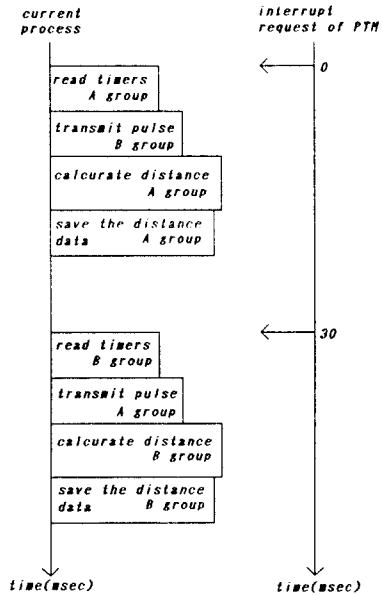 current
process
interrupt
request of PTM
0
read timers
A group
transmit pulse
B group
calcurate distance
A group
save the distance
data A group
30
read timers
B group
transmit pulse
A group
calcurate distance
B group
save the distance
data B group
time(msec)
time(msec)